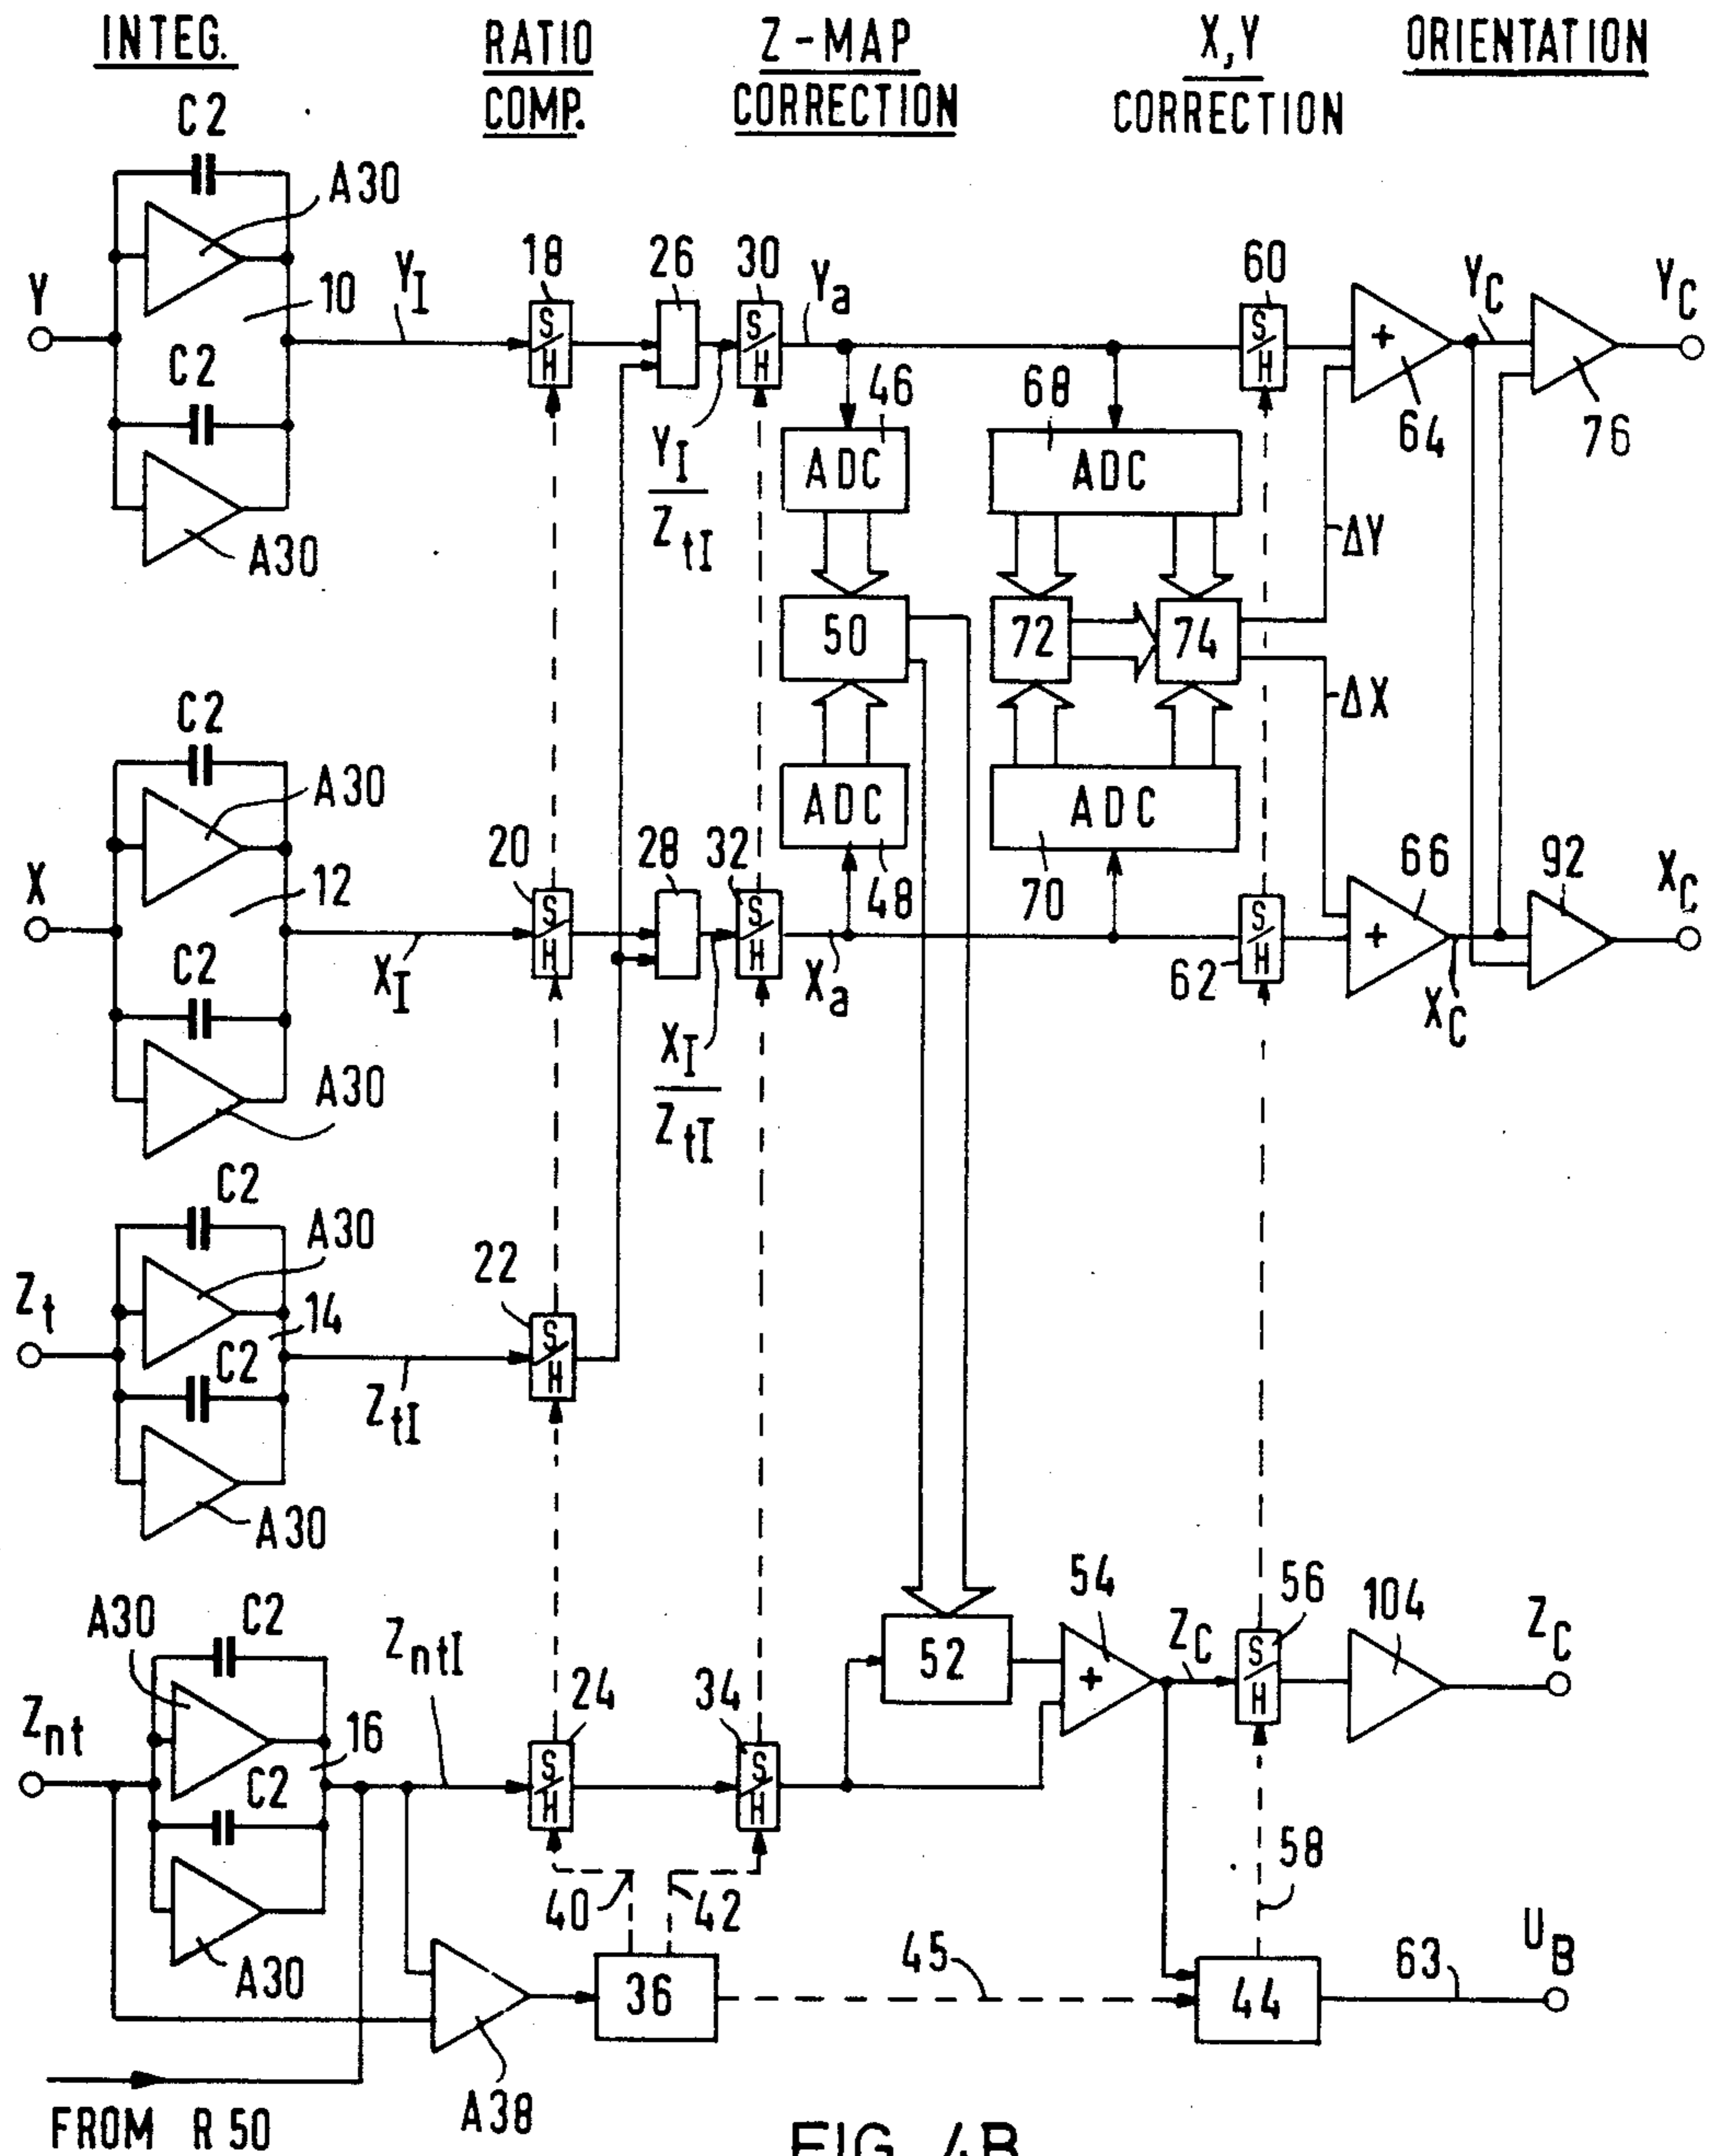 INTEG.
RATIO
COMP.
Z-MAP
CORRECTION
X,Y
CORRECTION
ORIENTATION
C2
A30
Y
10
Y_I
C2
A30
18
26
30
Y_a
60
Y_C
Y_C
S/H
S/H
S/H
+
64
76
Y_I
Z_tI
46
ADC
68
ADC
ΔY
50
72
74
ΔX
C2
A30
X
12
X_I
C2
A30
20
28
32
ADC
48
ADC
70
66
92
X_C
S/H
S/H
S/H
62
+
X_a
X_C
X_I
Z_tI
C2
A30
Z_t
14
C2
Z_tI
A30
22
S/H
A30
C2
Z_nt
16
C2
A30
Z_ntI
24
34
S/H
S/H
52
54
+
Z_C
56
S/H
104
Z_C
40
42
58
A38
36
45
44
63
U_B
FROM R50
FIG. 4B